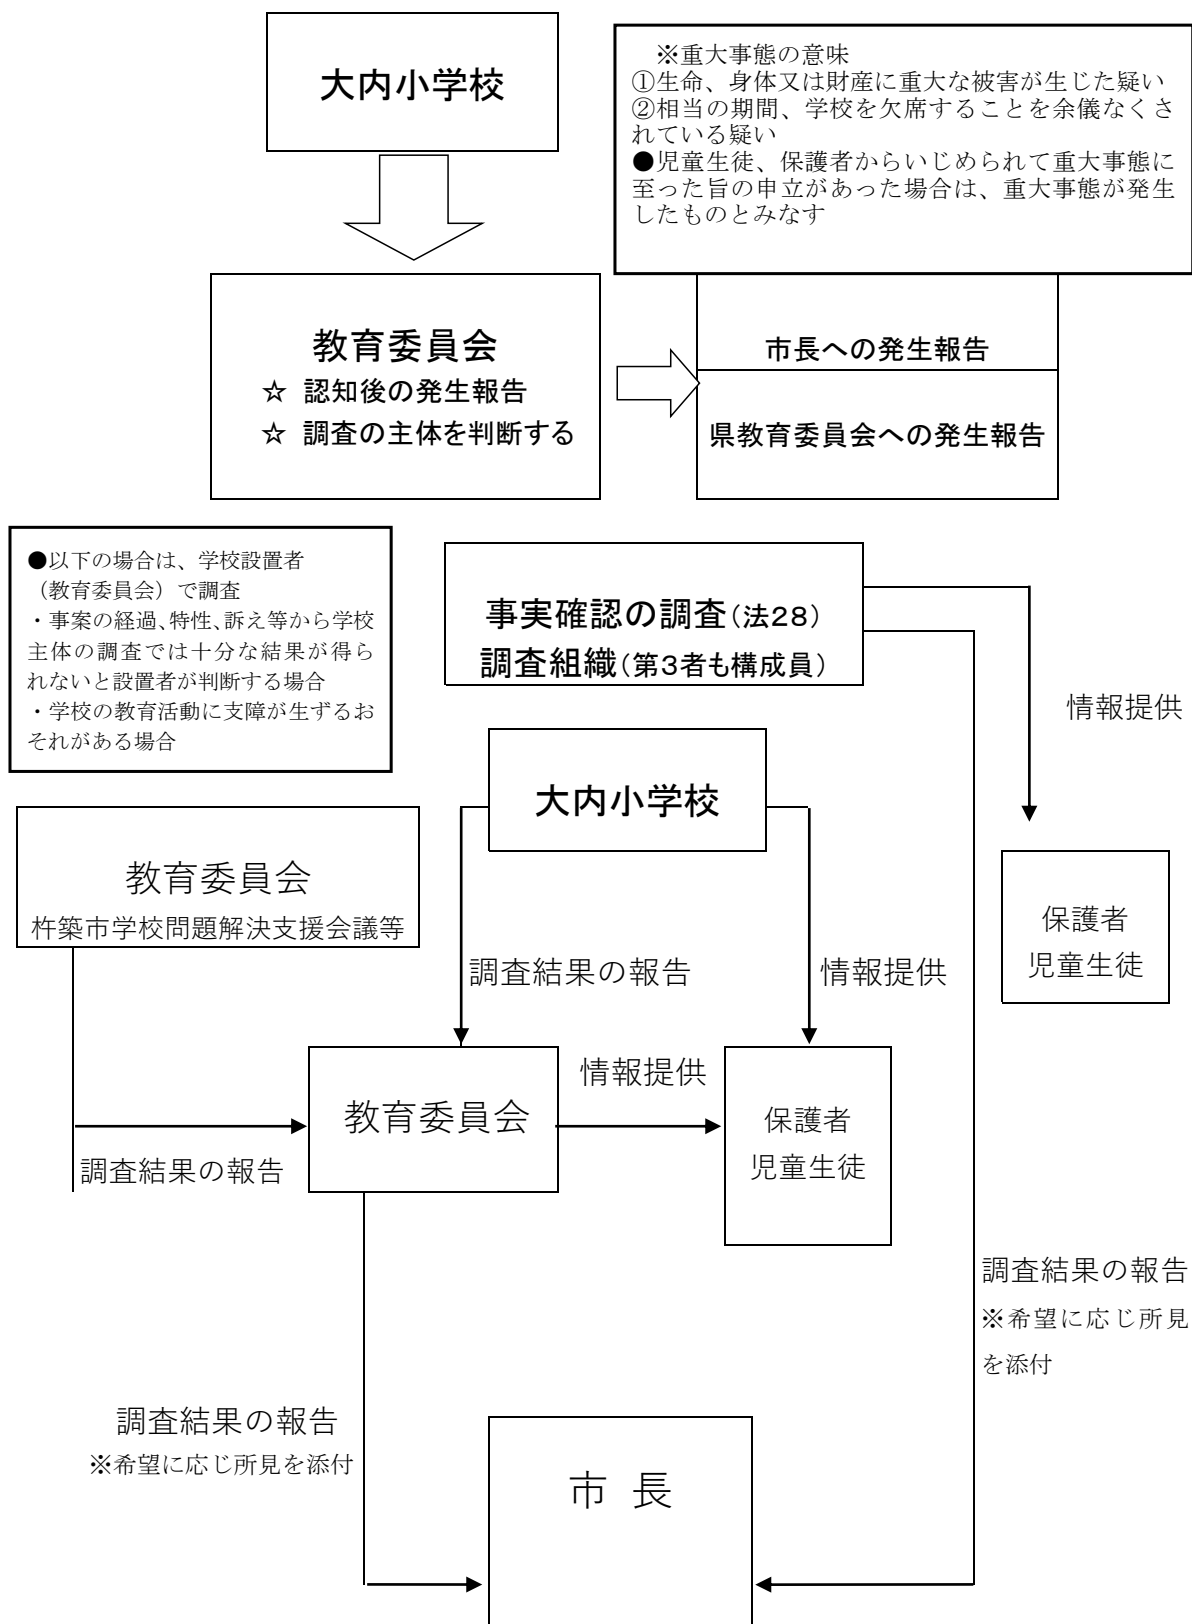 大内小学校
※重大事態の意味
①生命、身体又は財産に重大な被害が生じた疑い
②相当の期間、学校を欠席することを余儀なくさ
れている疑い
●児童生徒、保護者からいじめられて重大事態に
至った旨の申立があった場合は、重大事態が発生
したものとみなす
教育委員会
☆ 認知後の発生報告
☆ 調査の主体を判断する
市長への発生報告
県教育委員会への発生報告
●以下の場合は、学校設置者
(教育委員会)で調査
・事案の経過、特性、訴え等から学校
主体の調査では十分な結果が得ら
れないと設置者が判断する場合
・学校の教育活動に支障が生ずるお
それがある場合
事実確認の調査(法28)
調査組織(第3者も構成員)
情報提供
大内小学校
教育委員会
杵築市学校問題解決支援会議等
保護者
児童生徒
調査結果の報告
情報提供
教育委員会
情報提供
保護者
児童生徒
調査結果の報告
調査結果の報告
※希望に応じ所見
を添付
調査結果の報告
※希望に応じ所見を添付
市 長